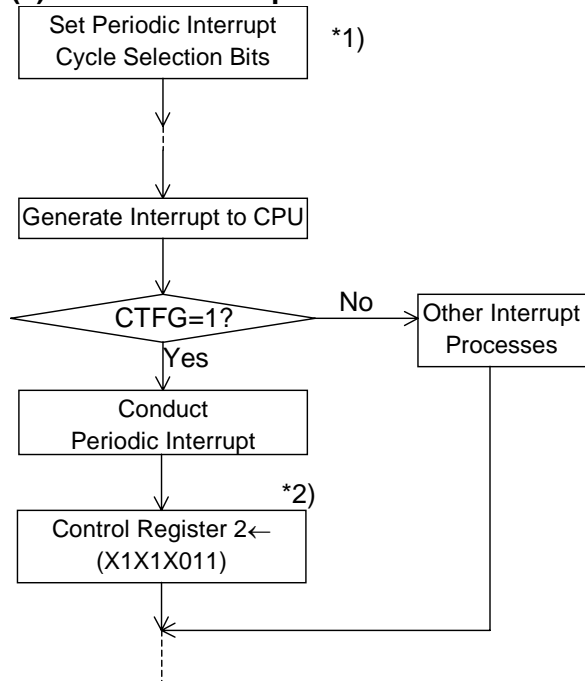 Set Periodic Interrupt
Cycle Selection Bits
*1)
Generate Interrupt to CPU
CTFG=1?
No
Other Interrupt
Processes
Yes
Conduct
Periodic Interrupt
*2)
Control Register 2←
(X1X1X011)